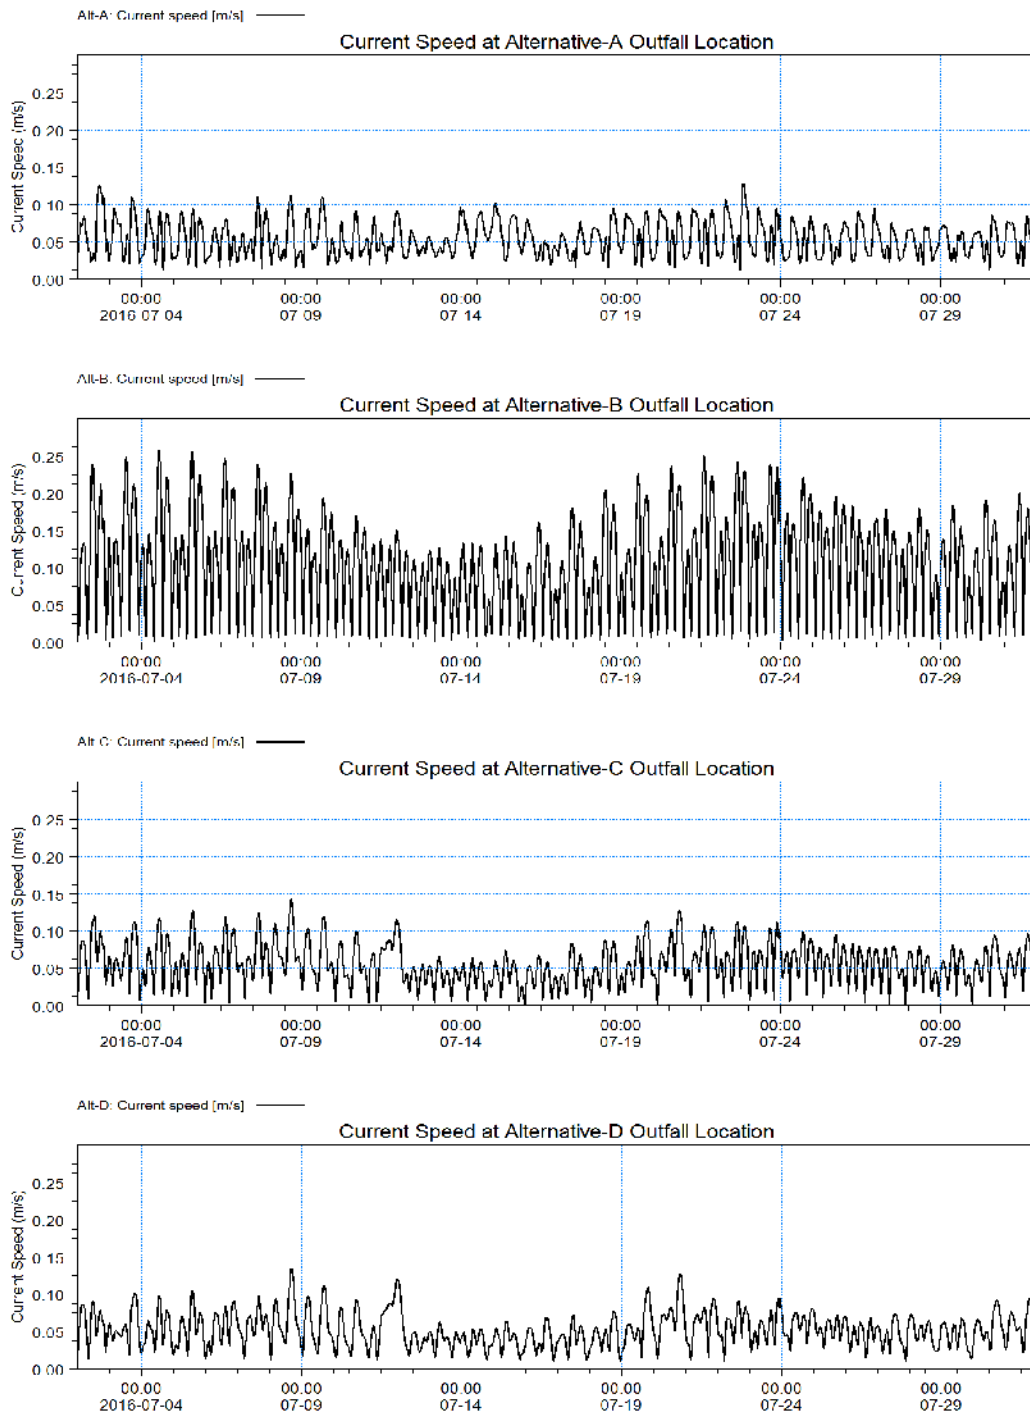 Alt-A: Current speed [m/s]
Current Speed at Alternative-A Outfall Location
Current Speed (m/s)
0.25
0.20
0.15
0.10
0.05
0.00
00:00 00:00 00:00 00:00 00:00 00:00
2016-07-04 07-09 07-14 07-19 07-24 07-29
Alt-B: Current speed [m/s]
Current Speed at Alternative-B Outfall Location
Current Speed (m/s)
0.25
0.20
0.15
0.10
0.05
0.00
00:00 00:00 00:00 00:00 00:00 00:00
2016-07-04 07-09 07-14 07-19 07-24 07-29
Alt-C: Current speed [m/s]
Current Speed at Alternative-C Outfall Location
Current Speed (m/s)
0.25
0.20
0.15
0.10
0.05
0.00
00:00 00:00 00:00 00:00 00:00 00:00
2016-07-04 07-09 07-14 07-19 07-24 07-29
Alt-D: Current speed [m/s]
Current Speed at Alternative-D Outfall Location
Current Speed (m/s)
0.25
0.20
0.15
0.10
0.05
0.00
00:00 00:00 00:00 00:00 00:00 00:00
2016-07-04 07-09 07-14 07-19 07-24 07-29